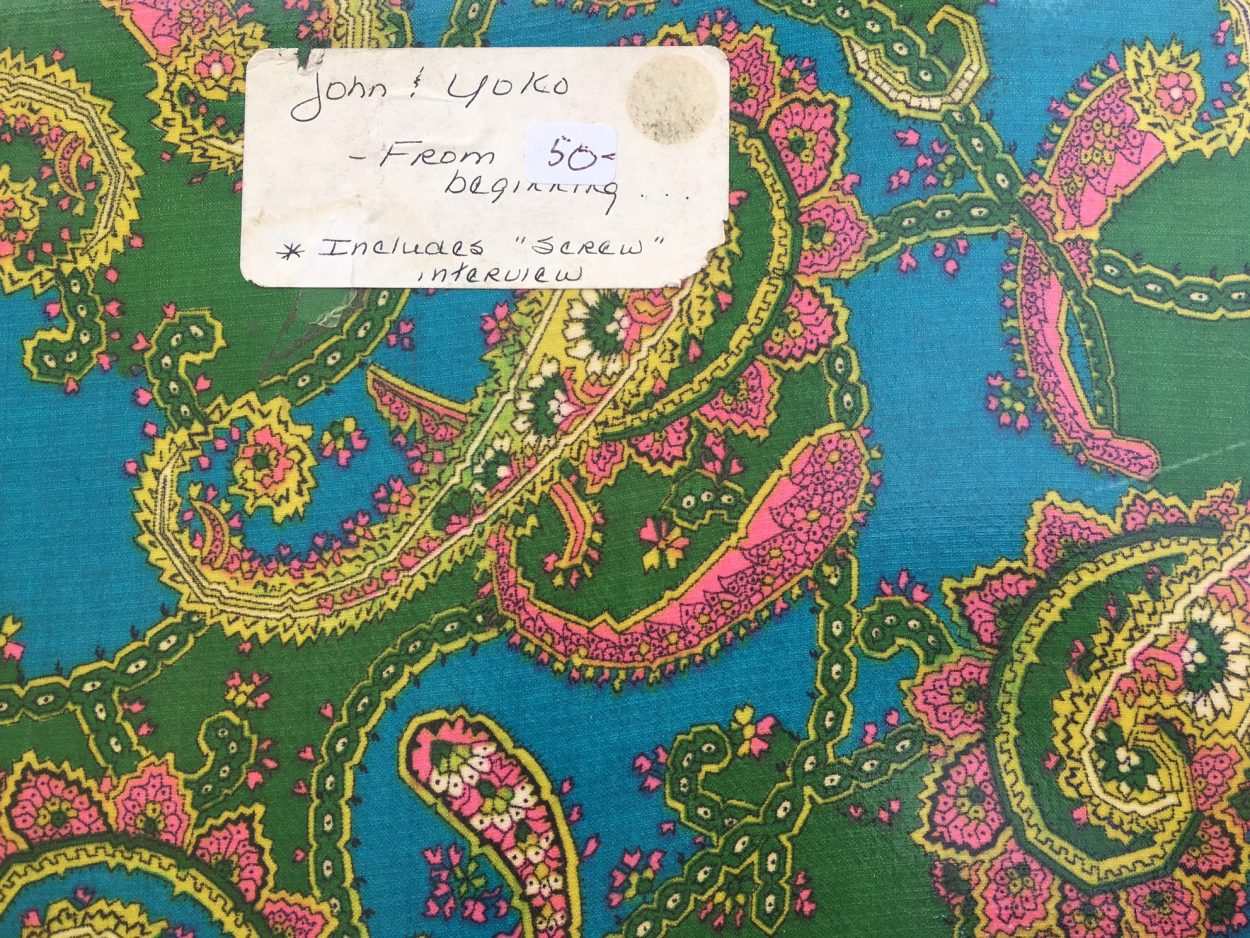 John & Yoko
- From 50-
beginning...
* Includes "Screw"
interview